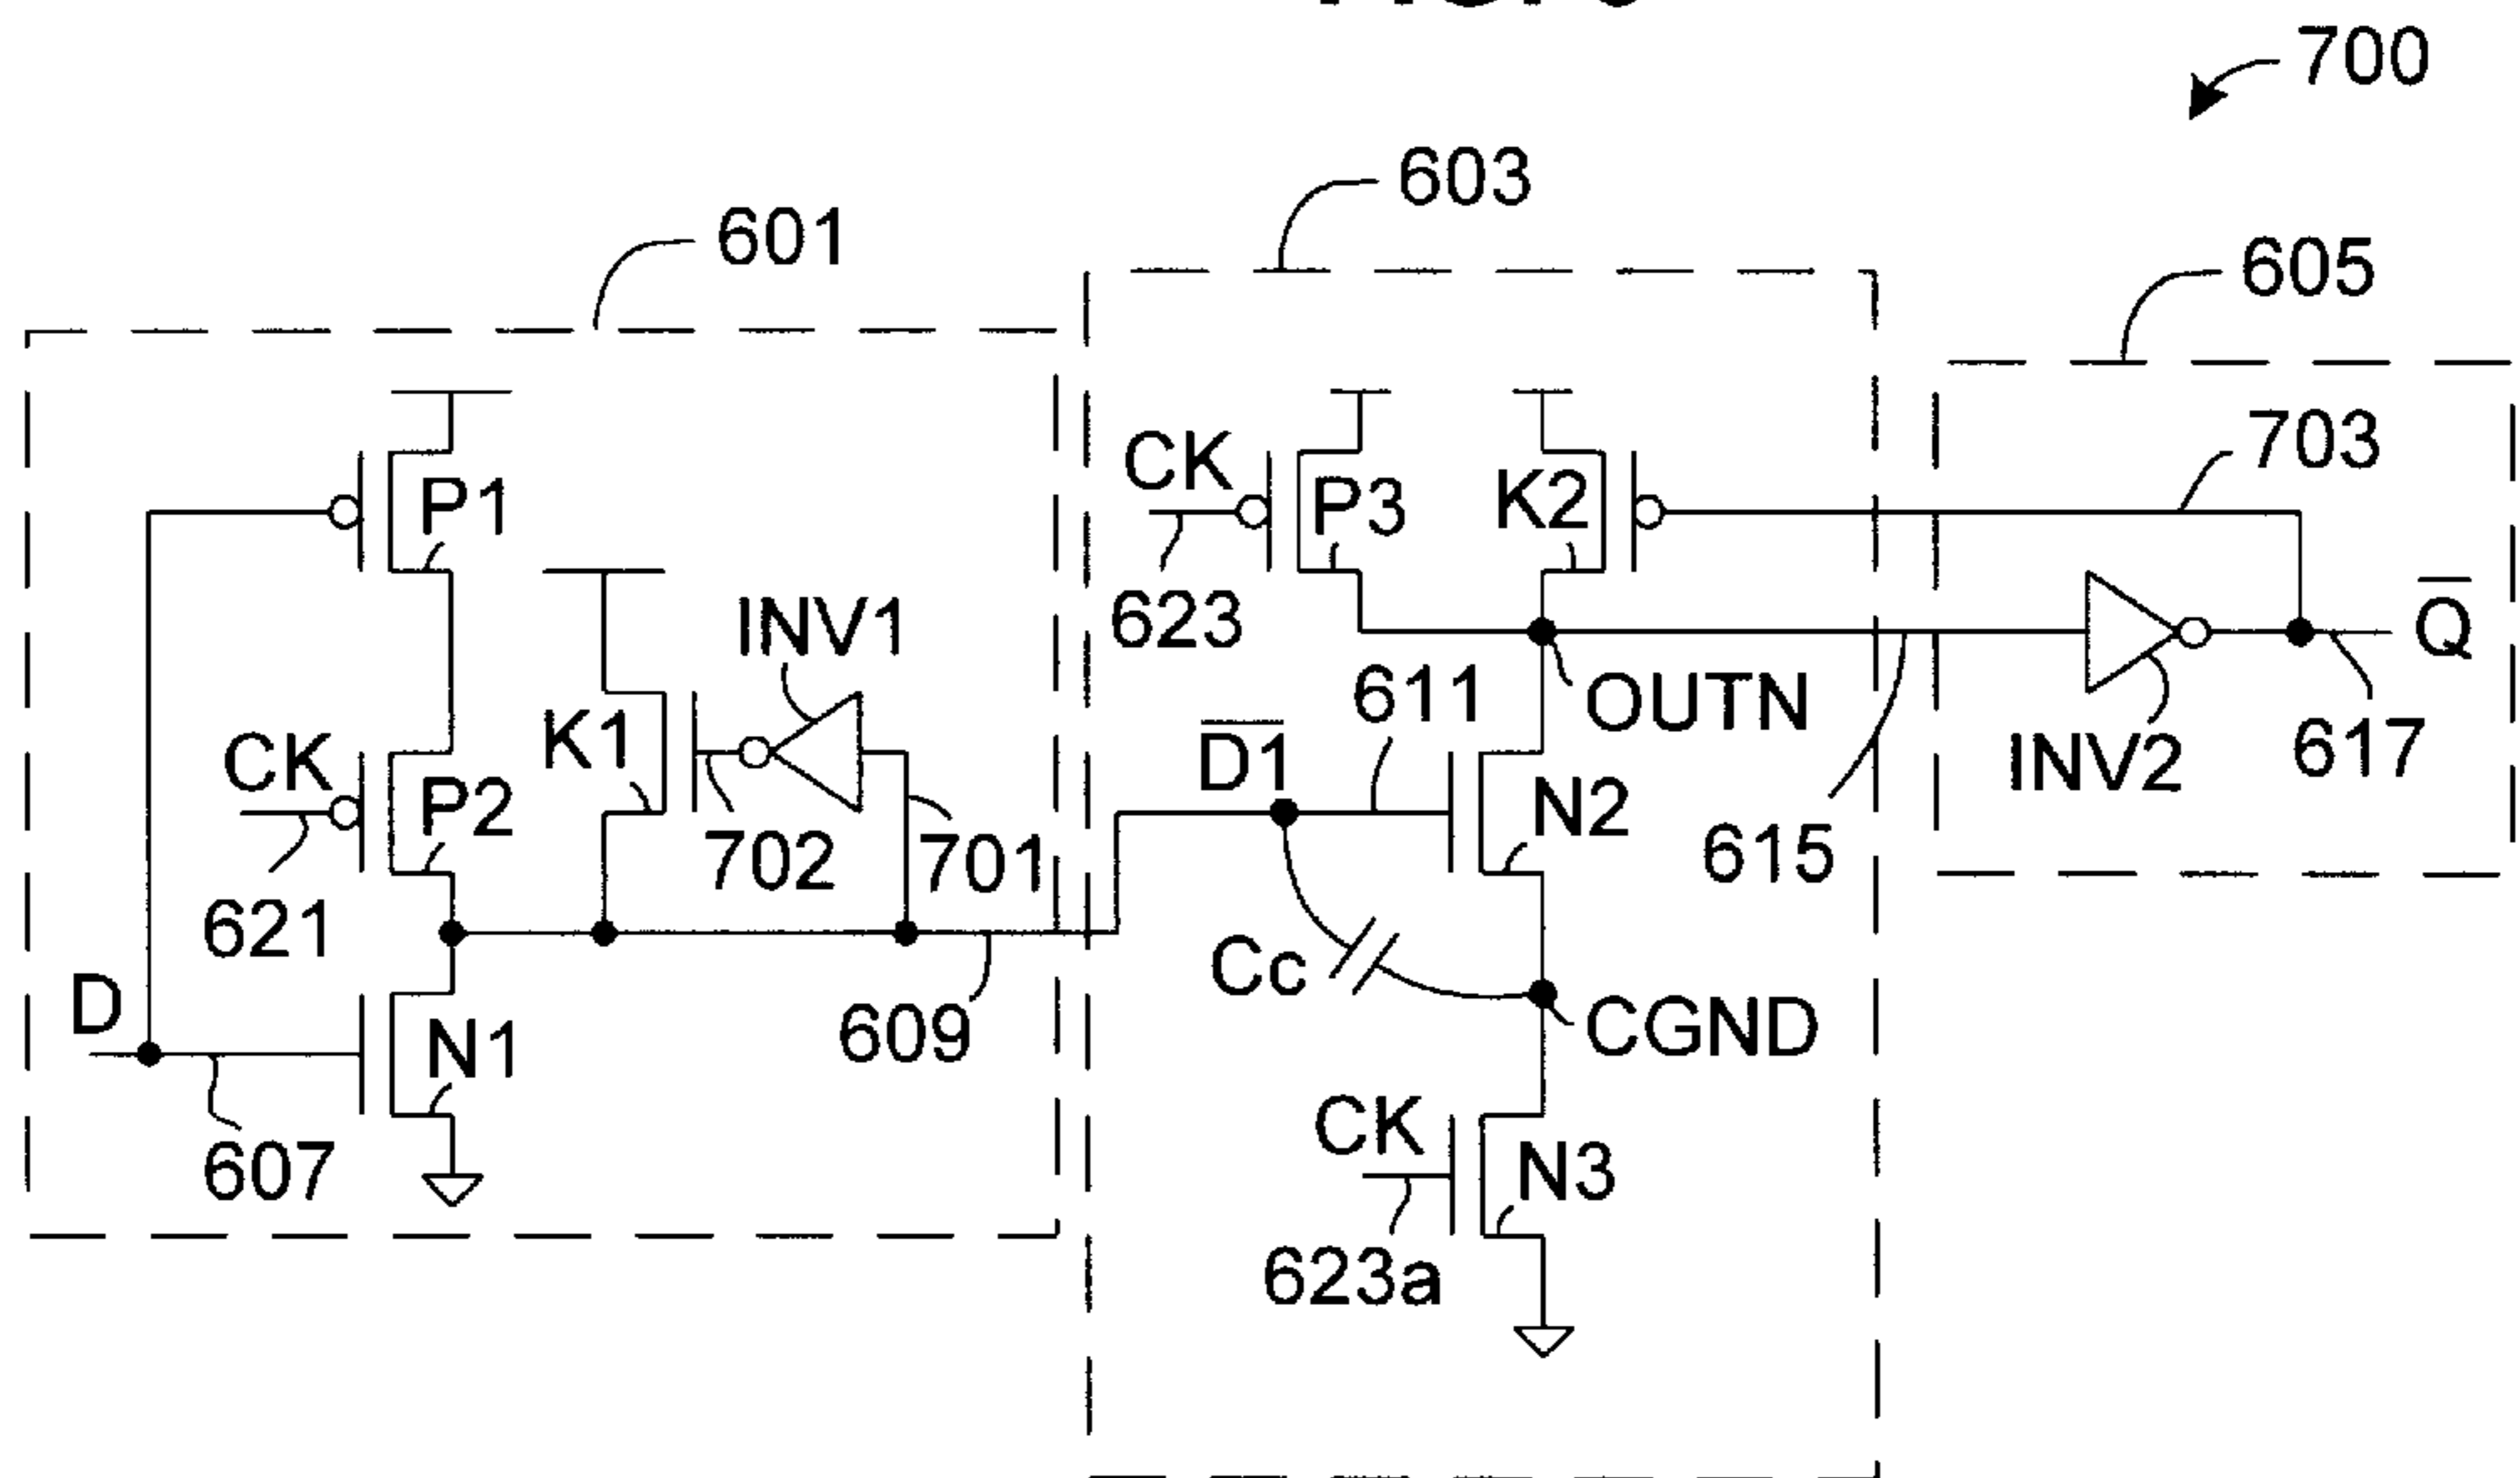 700
603
601
605
703
CK
P1
P3
K2
623
INV1
611
OUTN
Q̅
CK
K1
D̅1̅
N2
INV2
617
P2
702
701
615
621
Cc
D
N1
609
CGND
CK
N3
607
623a